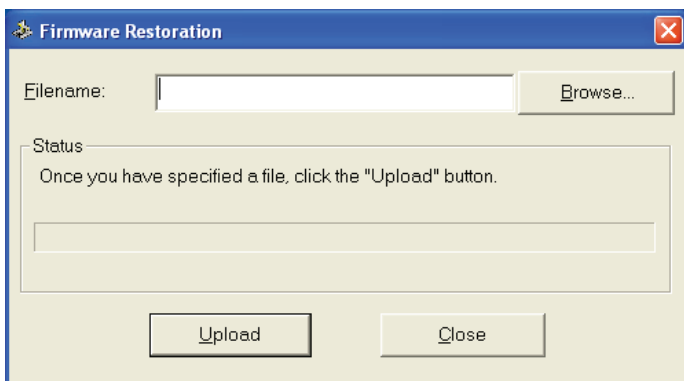 Firmware Restoration
Filename:
Browse...
Status
Once you have specified a file, click the "Upload" button.
Upload
Close